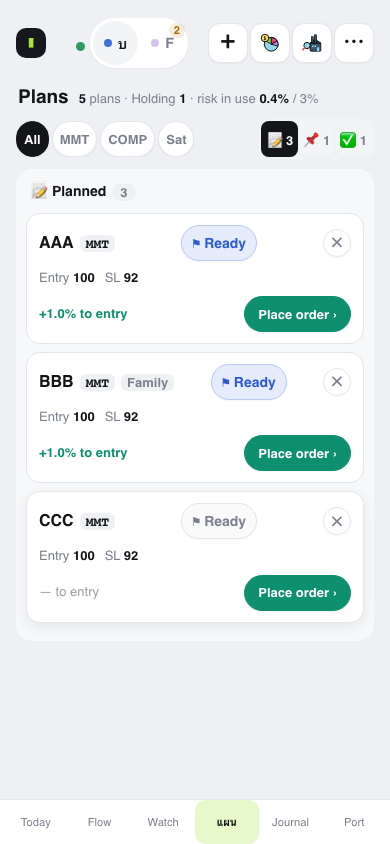 บ F 2
Plans 5 plans · Holding 1 · risk in use 0.4% / 3%
All MMT COMP Sat 3 1 1
Planned 3
AAA MMT Ready
Entry 100 SL 92
+1.0% to entry Place order ›
BBB MMT Family Ready
Entry 100 SL 92
+1.0% to entry Place order ›
CCC MMT Ready
Entry 100 SL 92
— to entry Place order ›
Today Flow Watch แผน Journal Port